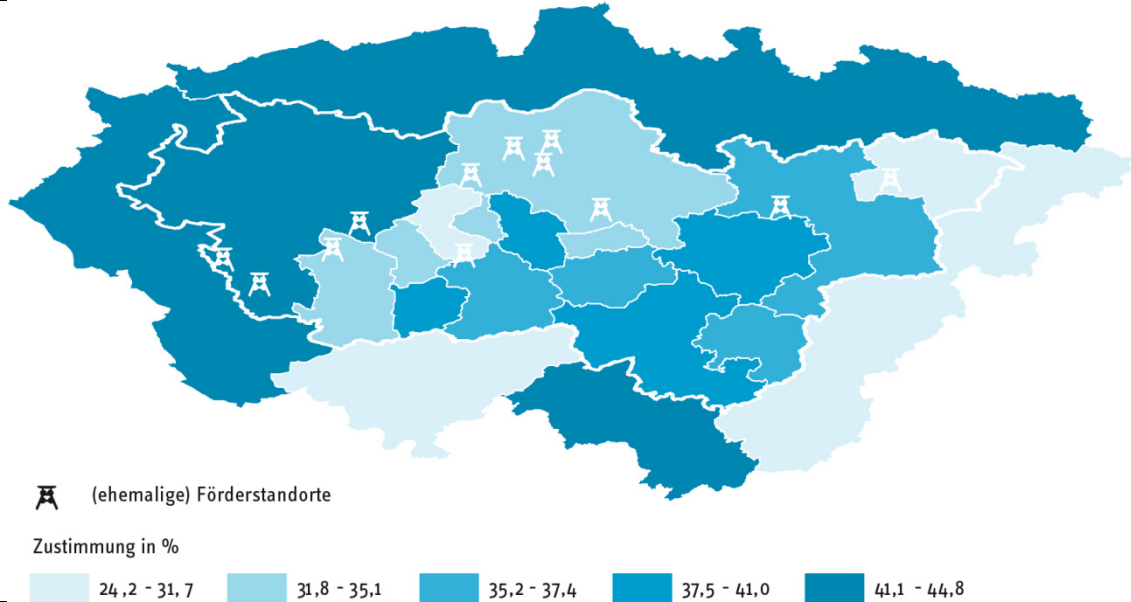 (ehemalige) Förderstandorte
Zustimmung in %
24,2 - 31,7
31,8 - 35,1
35,2 - 37,4
37,5 - 41,0
41,1 - 44,8